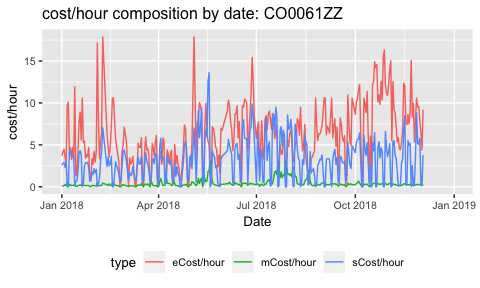 cost/hour composition by date: CO0061ZZ
cost/hour
15
10
5
0
Jan 2018 Apr 2018 Jul 2018 Oct 2018 Jan 2019
Date
type eCost/hour mCost/hour sCost/hour